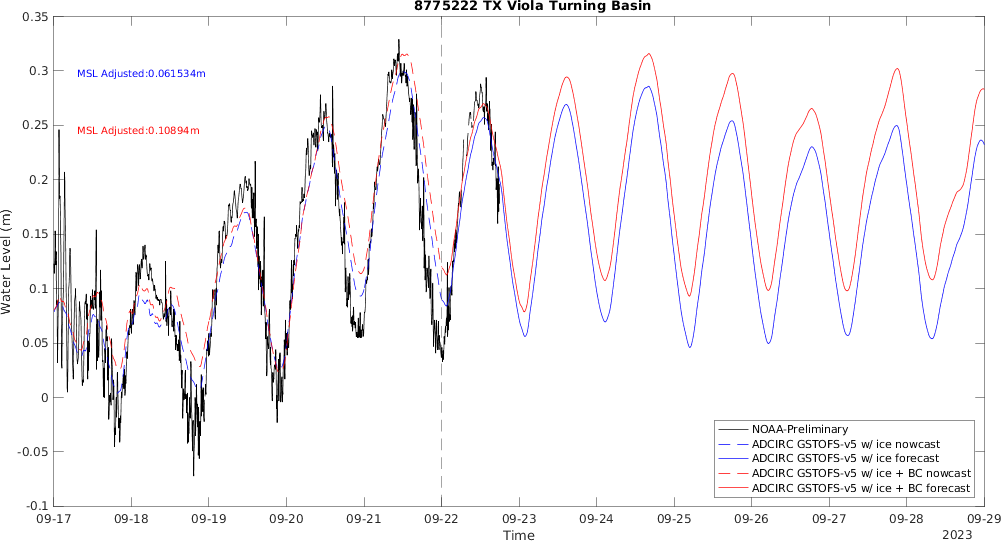 8775222 TX Viola Turning Basin
0.35
0.3
0.25
0.2
0.15
0.1
0.05
0
-0.05
-0.1
Water Level (m)
MSL Adjusted:0.061534m
MSL Adjusted:0.10894m
NOAA-Preliminary
ADCIRC GSTOFS-v5 w/ ice nowcast
ADCIRC GSTOFS-v5 w/ ice forecast
ADCIRC GSTOFS-v5 w/ ice + BC nowcast
ADCIRC GSTOFS-v5 w/ ice + BC forecast
09-17 09-18 09-19 09-20 09-21 09-22 09-23 09-24 09-25 09-26 09-27 09-28 09-29
Time
2023